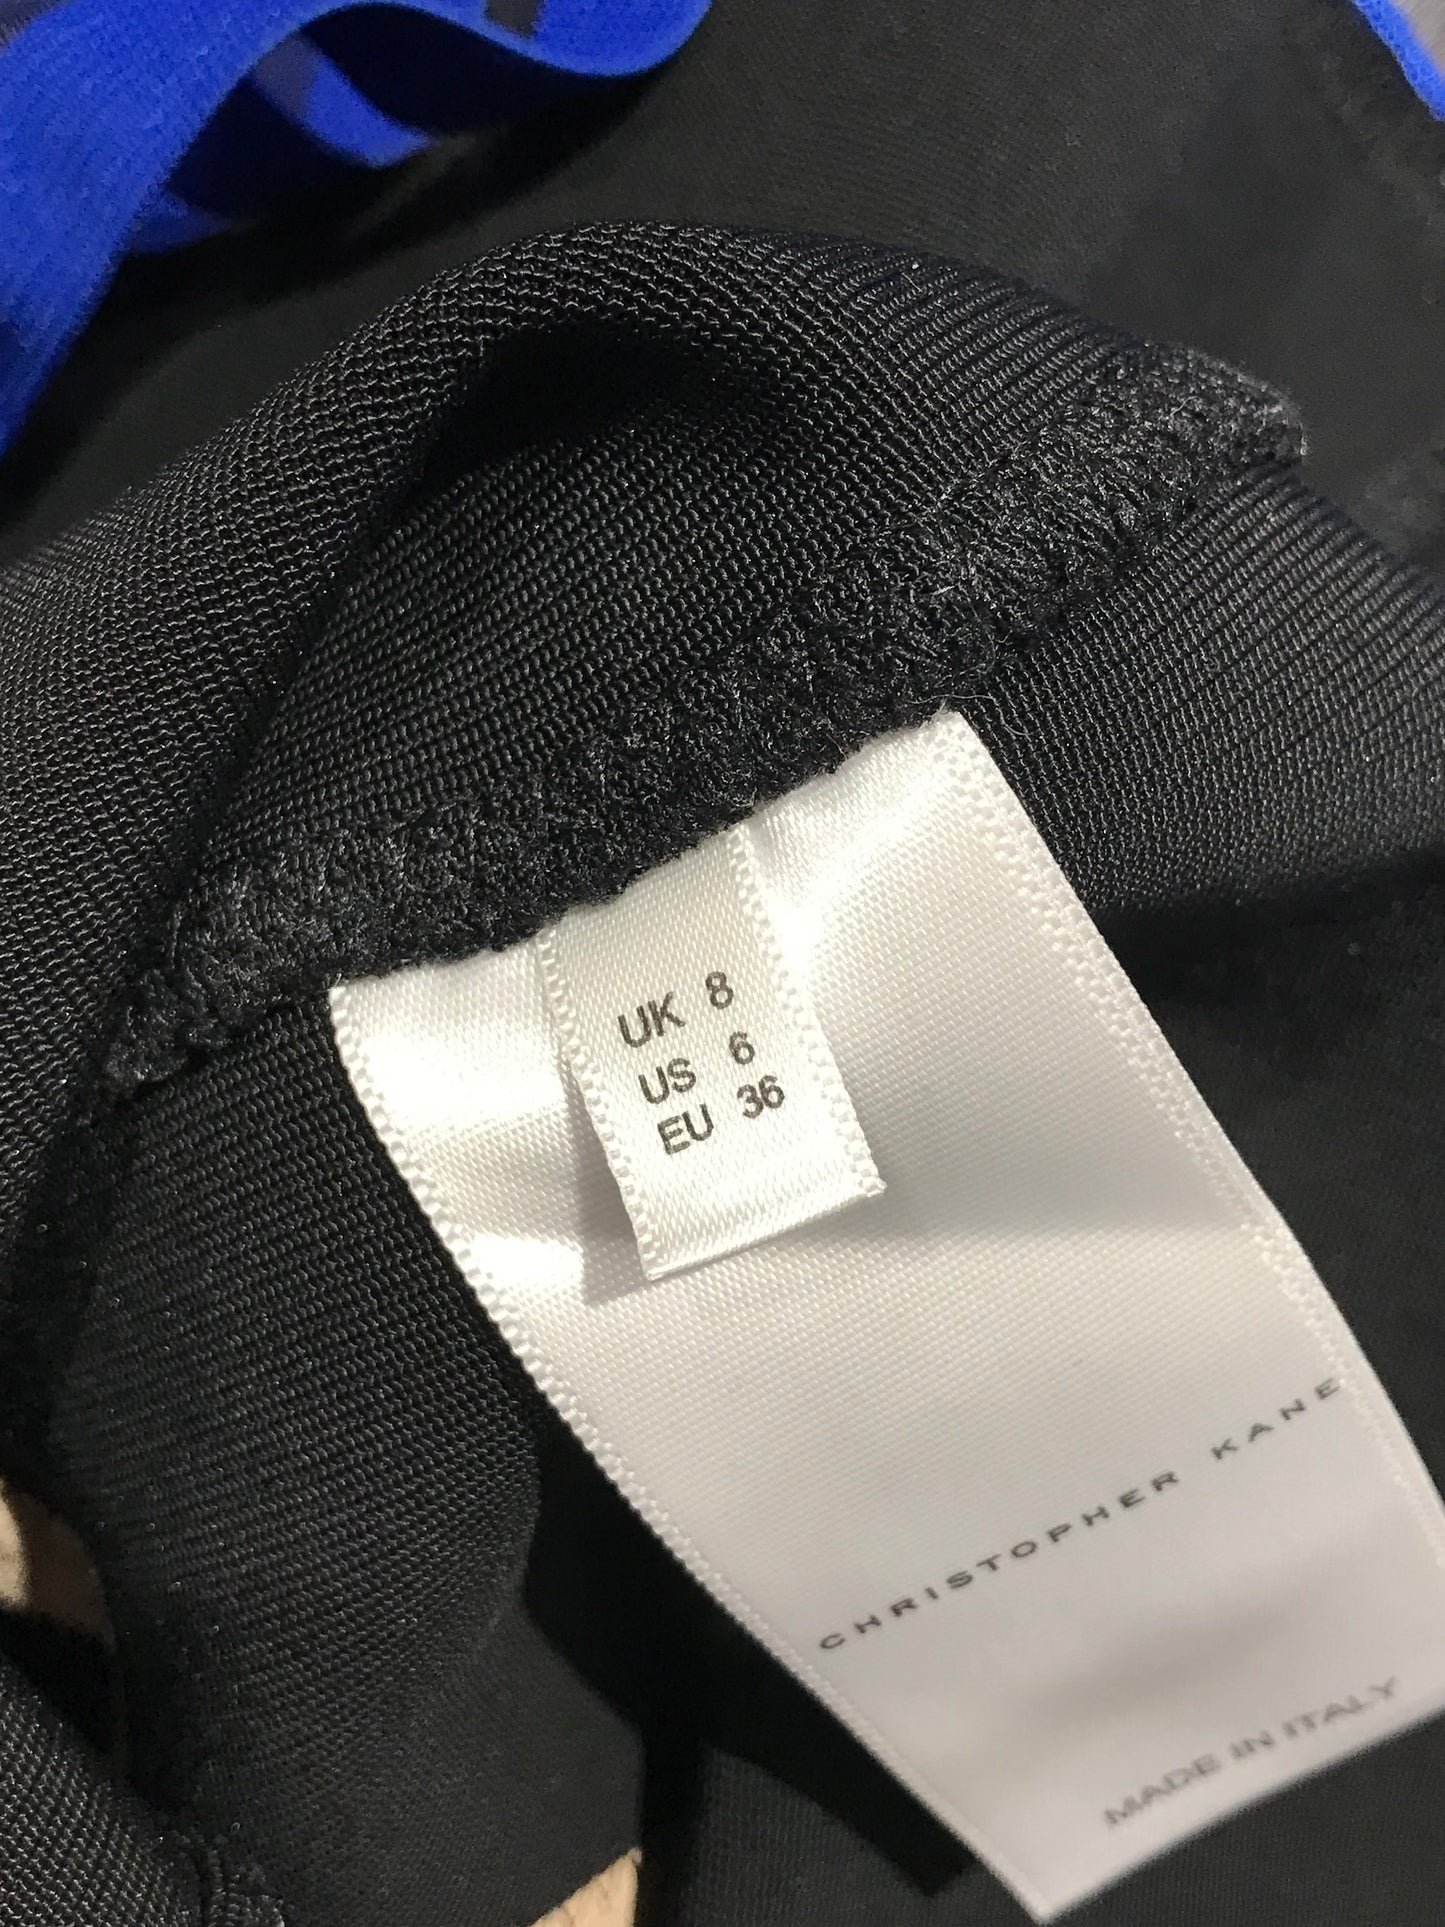 UK 8
US 6
EU 36
CHRISTOPHER KANE
MADE IN ITALY